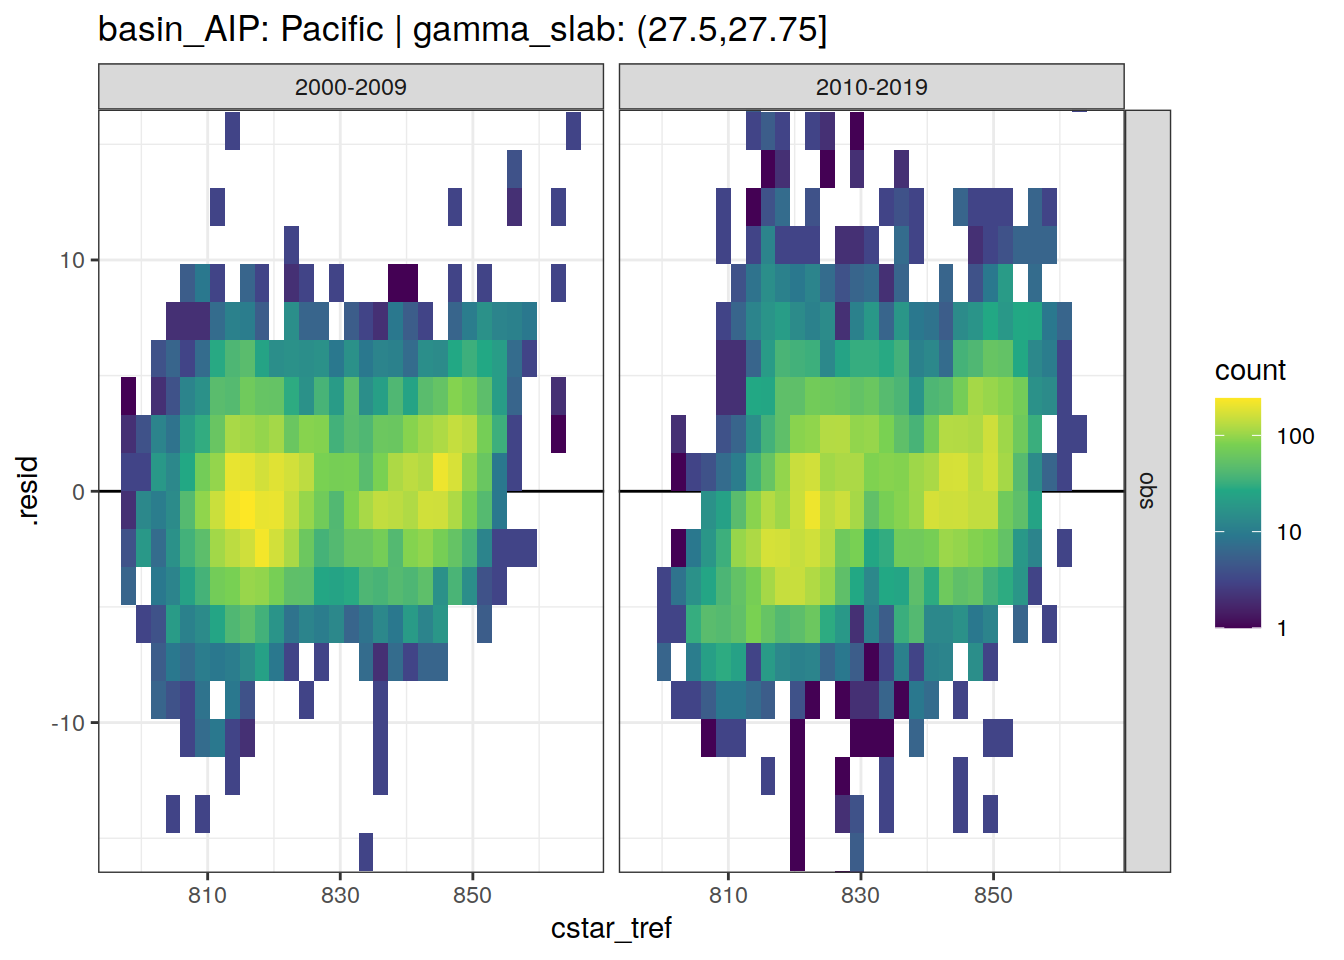 basin_AIP: Pacific | gamma_slab: (27.5,27.75]
2000-2009
2010-2019
obs
.resid
10
0
-10
810
830
850
810
830
850
cstar_tref
count
100
10
1